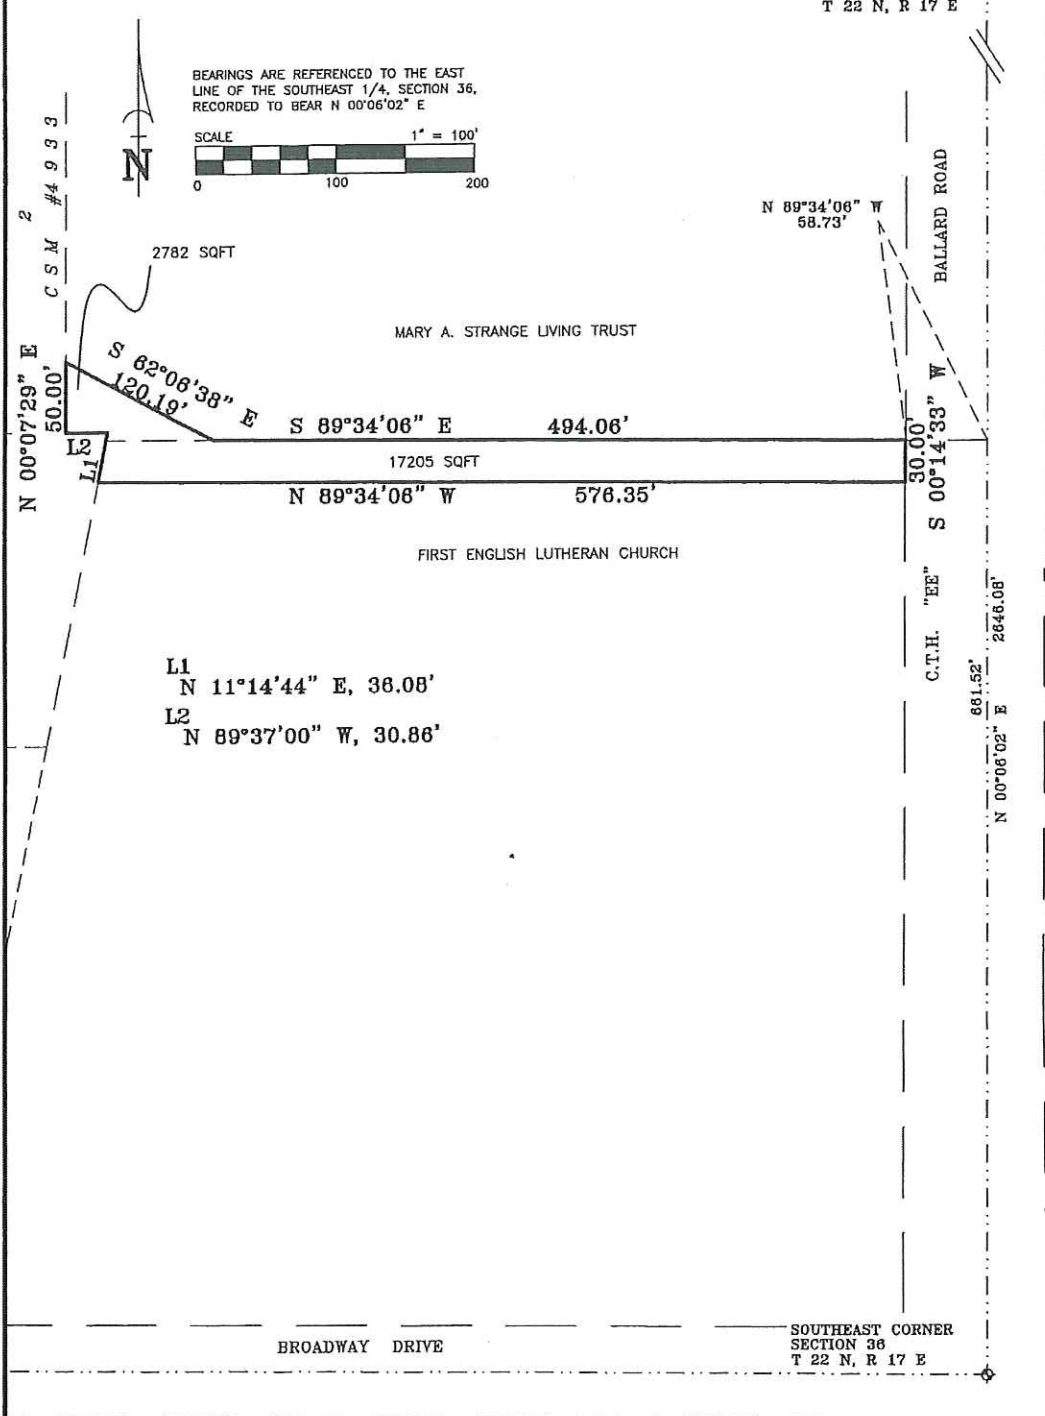 T 22 N, R 17 E
BEARINGS ARE REFERENCED TO THE EAST
LINE OF THE SOUTHEAST 1/4, SECTION 36,
RECORDED TO BEAR N 00°06'02" E
SCALE 1" = 100'
0 100 200
N
CSM 2 #4933
2782 SQFT
N 89°34'06" W
58.73'
BALLARD ROAD
MARY A. STRANGE LIVING TRUST
N 00°07'29" E
50.00'
S 62°06'38" E
120.19'
S 89°34'06" E 494.06'
L2
L1
17205 SQFT
N 89°34'06" W 576.35'
30.00'
S 00°14'33" W
FIRST ENGLISH LUTHERAN CHURCH
C.T.H. "EE"
L1
N 11°14'44" E, 36.08'
L2
N 89°37'00" W, 30.86'
661.52'
N 00°06'02" E 2646.08'
BROADWAY DRIVE
SOUTHEAST CORNER
SECTION 36
T 22 N, R 17 E